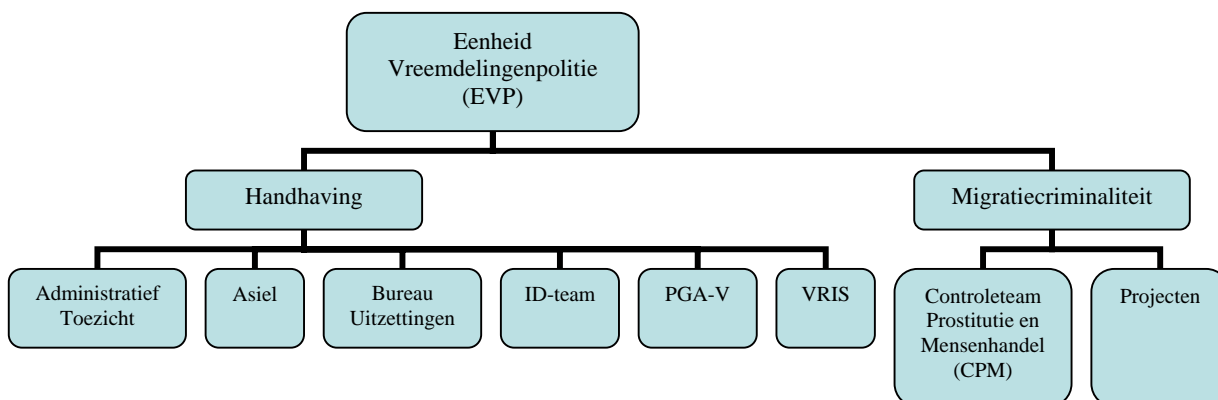 Eenheid
Vreemdelingenpolitie
(EVP)
Handhaving
Migratiecriminaliteit
Administratief
Toezicht
Asiel
Bureau
Uitzettingen
ID-team
PGA-V
VRIS
Controleteam
Prostitutie en
Mensenhandel
(CPM)
Projecten